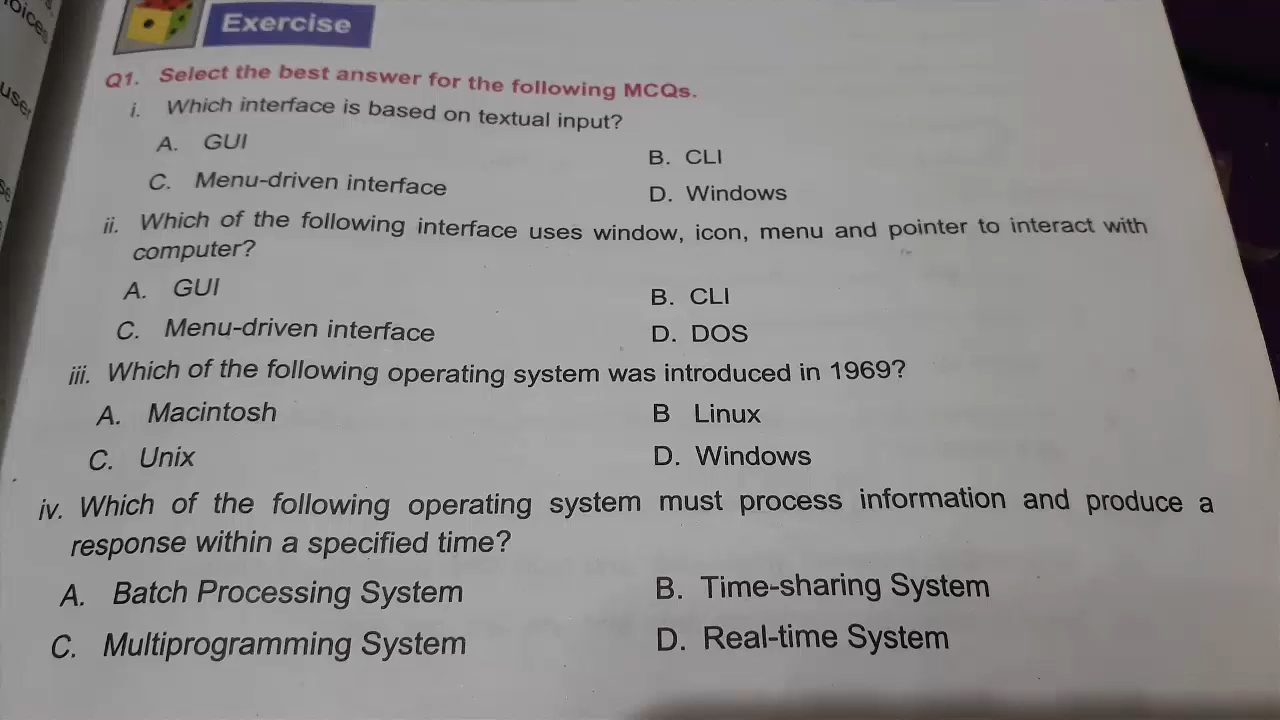 Exercise
Q1. Select the best answer for the following MCQs.
i. Which interface is based on textual input?
A. GUI
B. CLI
C. Menu-driven interface
D. Windows
ii. Which of the following interface uses window, icon, menu and pointer to interact with
computer?
A. GUI
B. CLI
C. Menu-driven interface
D. DOS
iii. Which of the following operating system was introduced in 1969?
A. Macintosh
B Linux
C. Unix
D. Windows
iv. Which of the following operating system must process information and produce a
response within a specified time?
A. Batch Processing System
B. Time-sharing System
C. Multiprogramming System
D. Real-time System